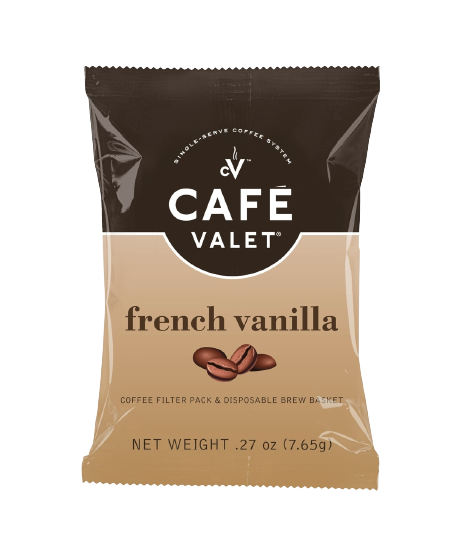 SINGLE-SERVE COFFEE SYSTEM
CV™
CAFÉ
VALET®
french vanilla
COFFEE FILTER PACK & DISPOSABLE BREW BASKET
NET WEIGHT .27 oz (7.65g)